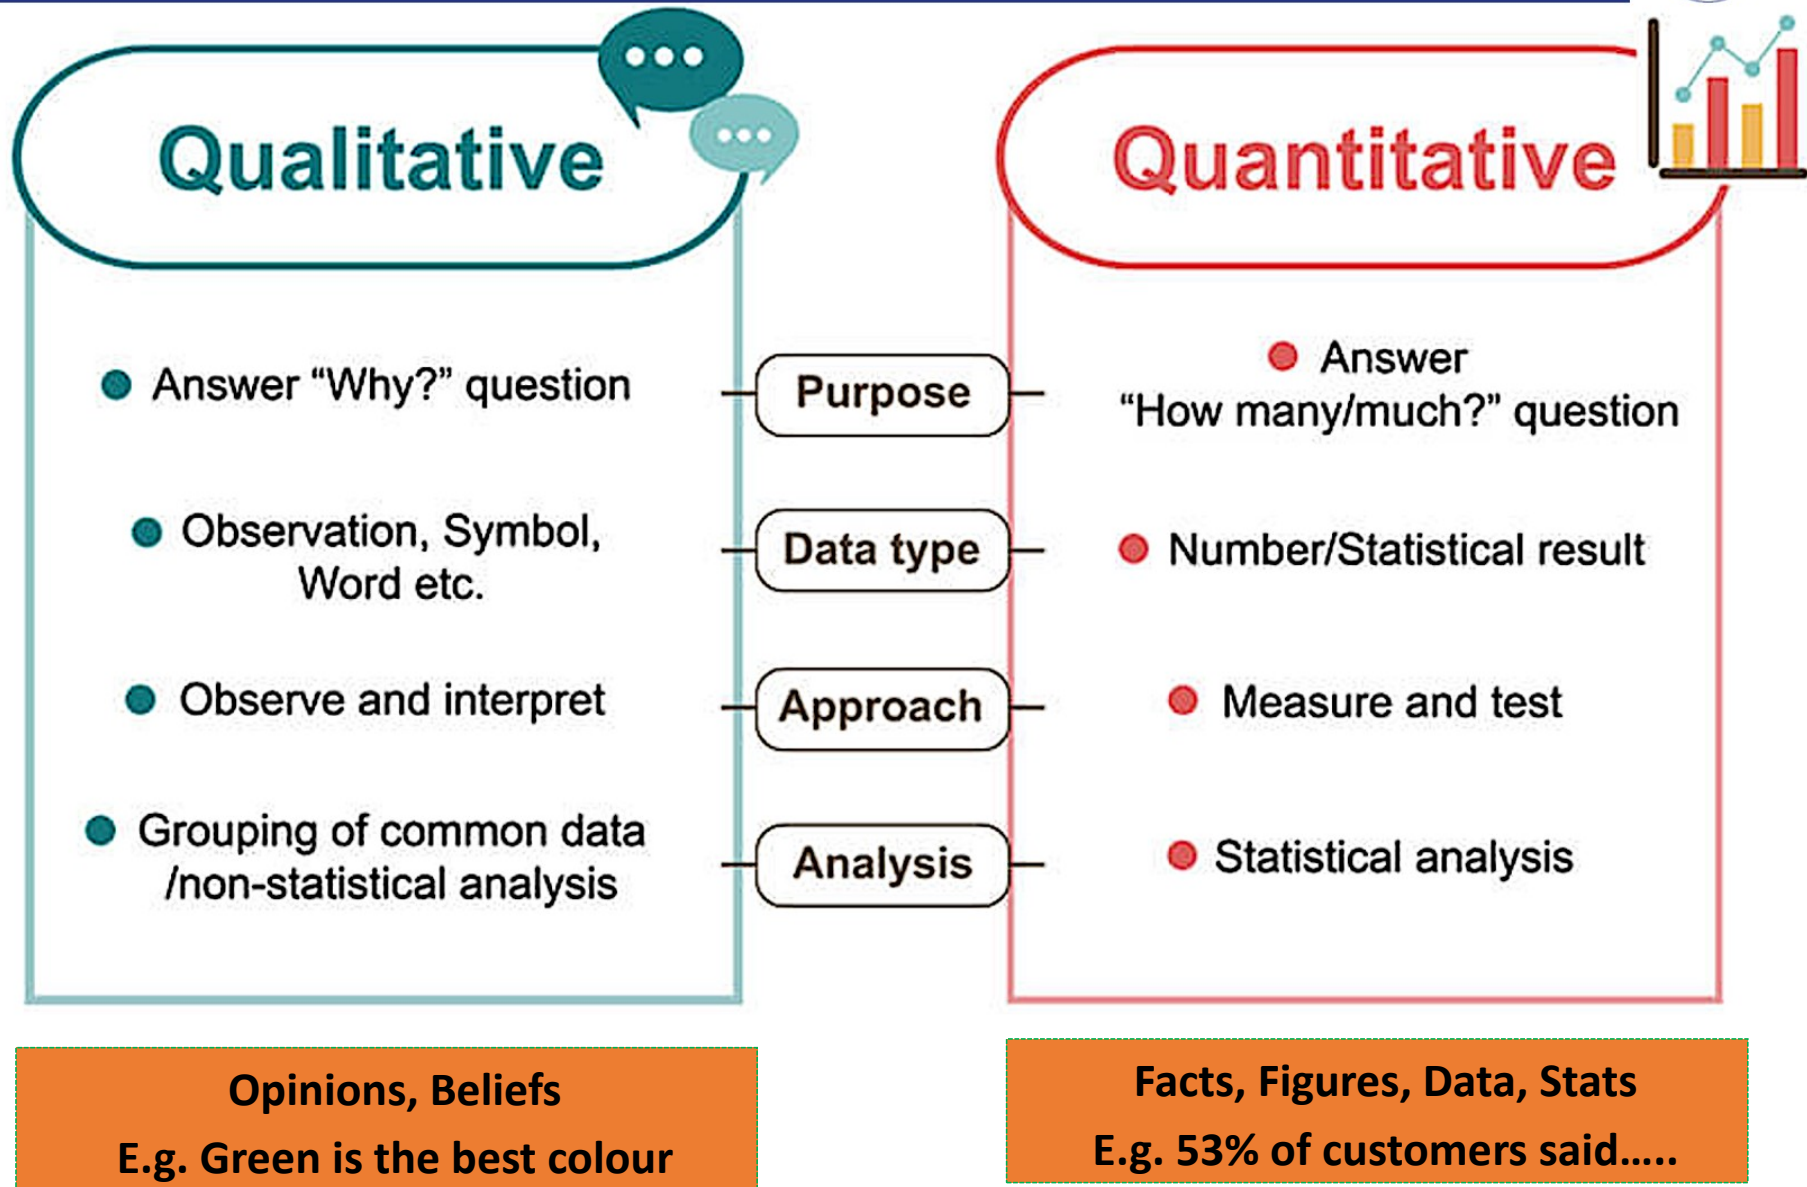 Qualitative
Quantitative
Answer “Why?” question
Purpose
Answer
“How many/much?” question
Observation, Symbol,
Word etc.
Data type
Number/Statistical result
Observe and interpret
Approach
Measure and test
Grouping of common data
/non-statistical analysis
Analysis
Statistical analysis
Opinions, Beliefs
E.g. Green is the best colour
Facts, Figures, Data, Stats
E.g. 53% of customers said.....